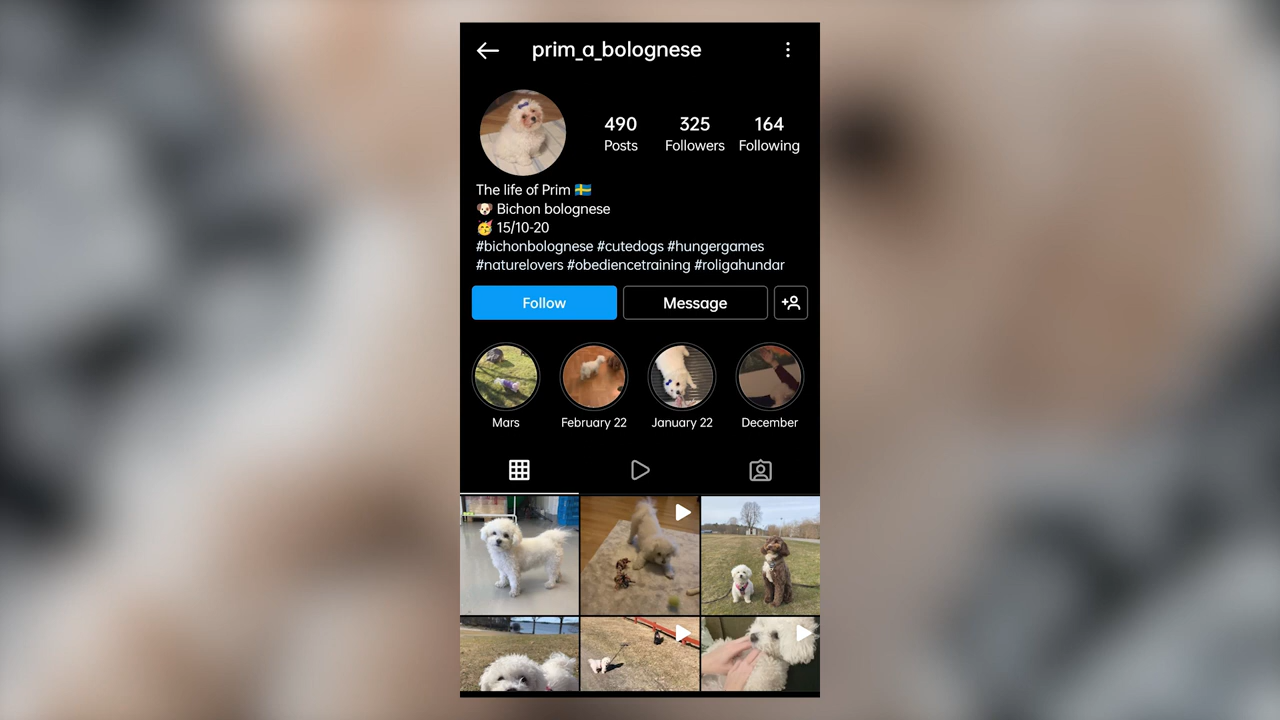 prim_a_bolognese
490 325 164
Posts Followers Following
The life of Prim 🇸🇪
🐶 Bichon bolognese
🥳 15/10-20
#bichonbolognese #cutedogs #hungergames
#naturelovers #obediencetraining #roligahundar
Follow Message
Mars February 22 January 22 December